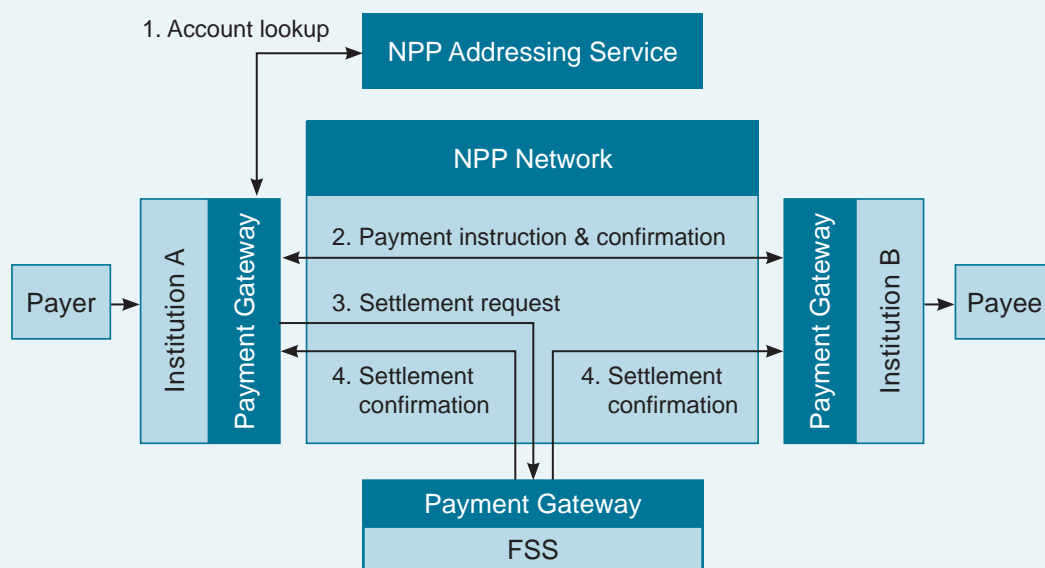 1. Account lookup
NPP Addressing Service
NPP Network
Payer
Institution A
Payment Gateway
2. Payment instruction & confirmation
3. Settlement request
4. Settlement
confirmation
4. Settlement
confirmation
Payment Gateway
Institution B
Payee
Payment Gateway
FSS